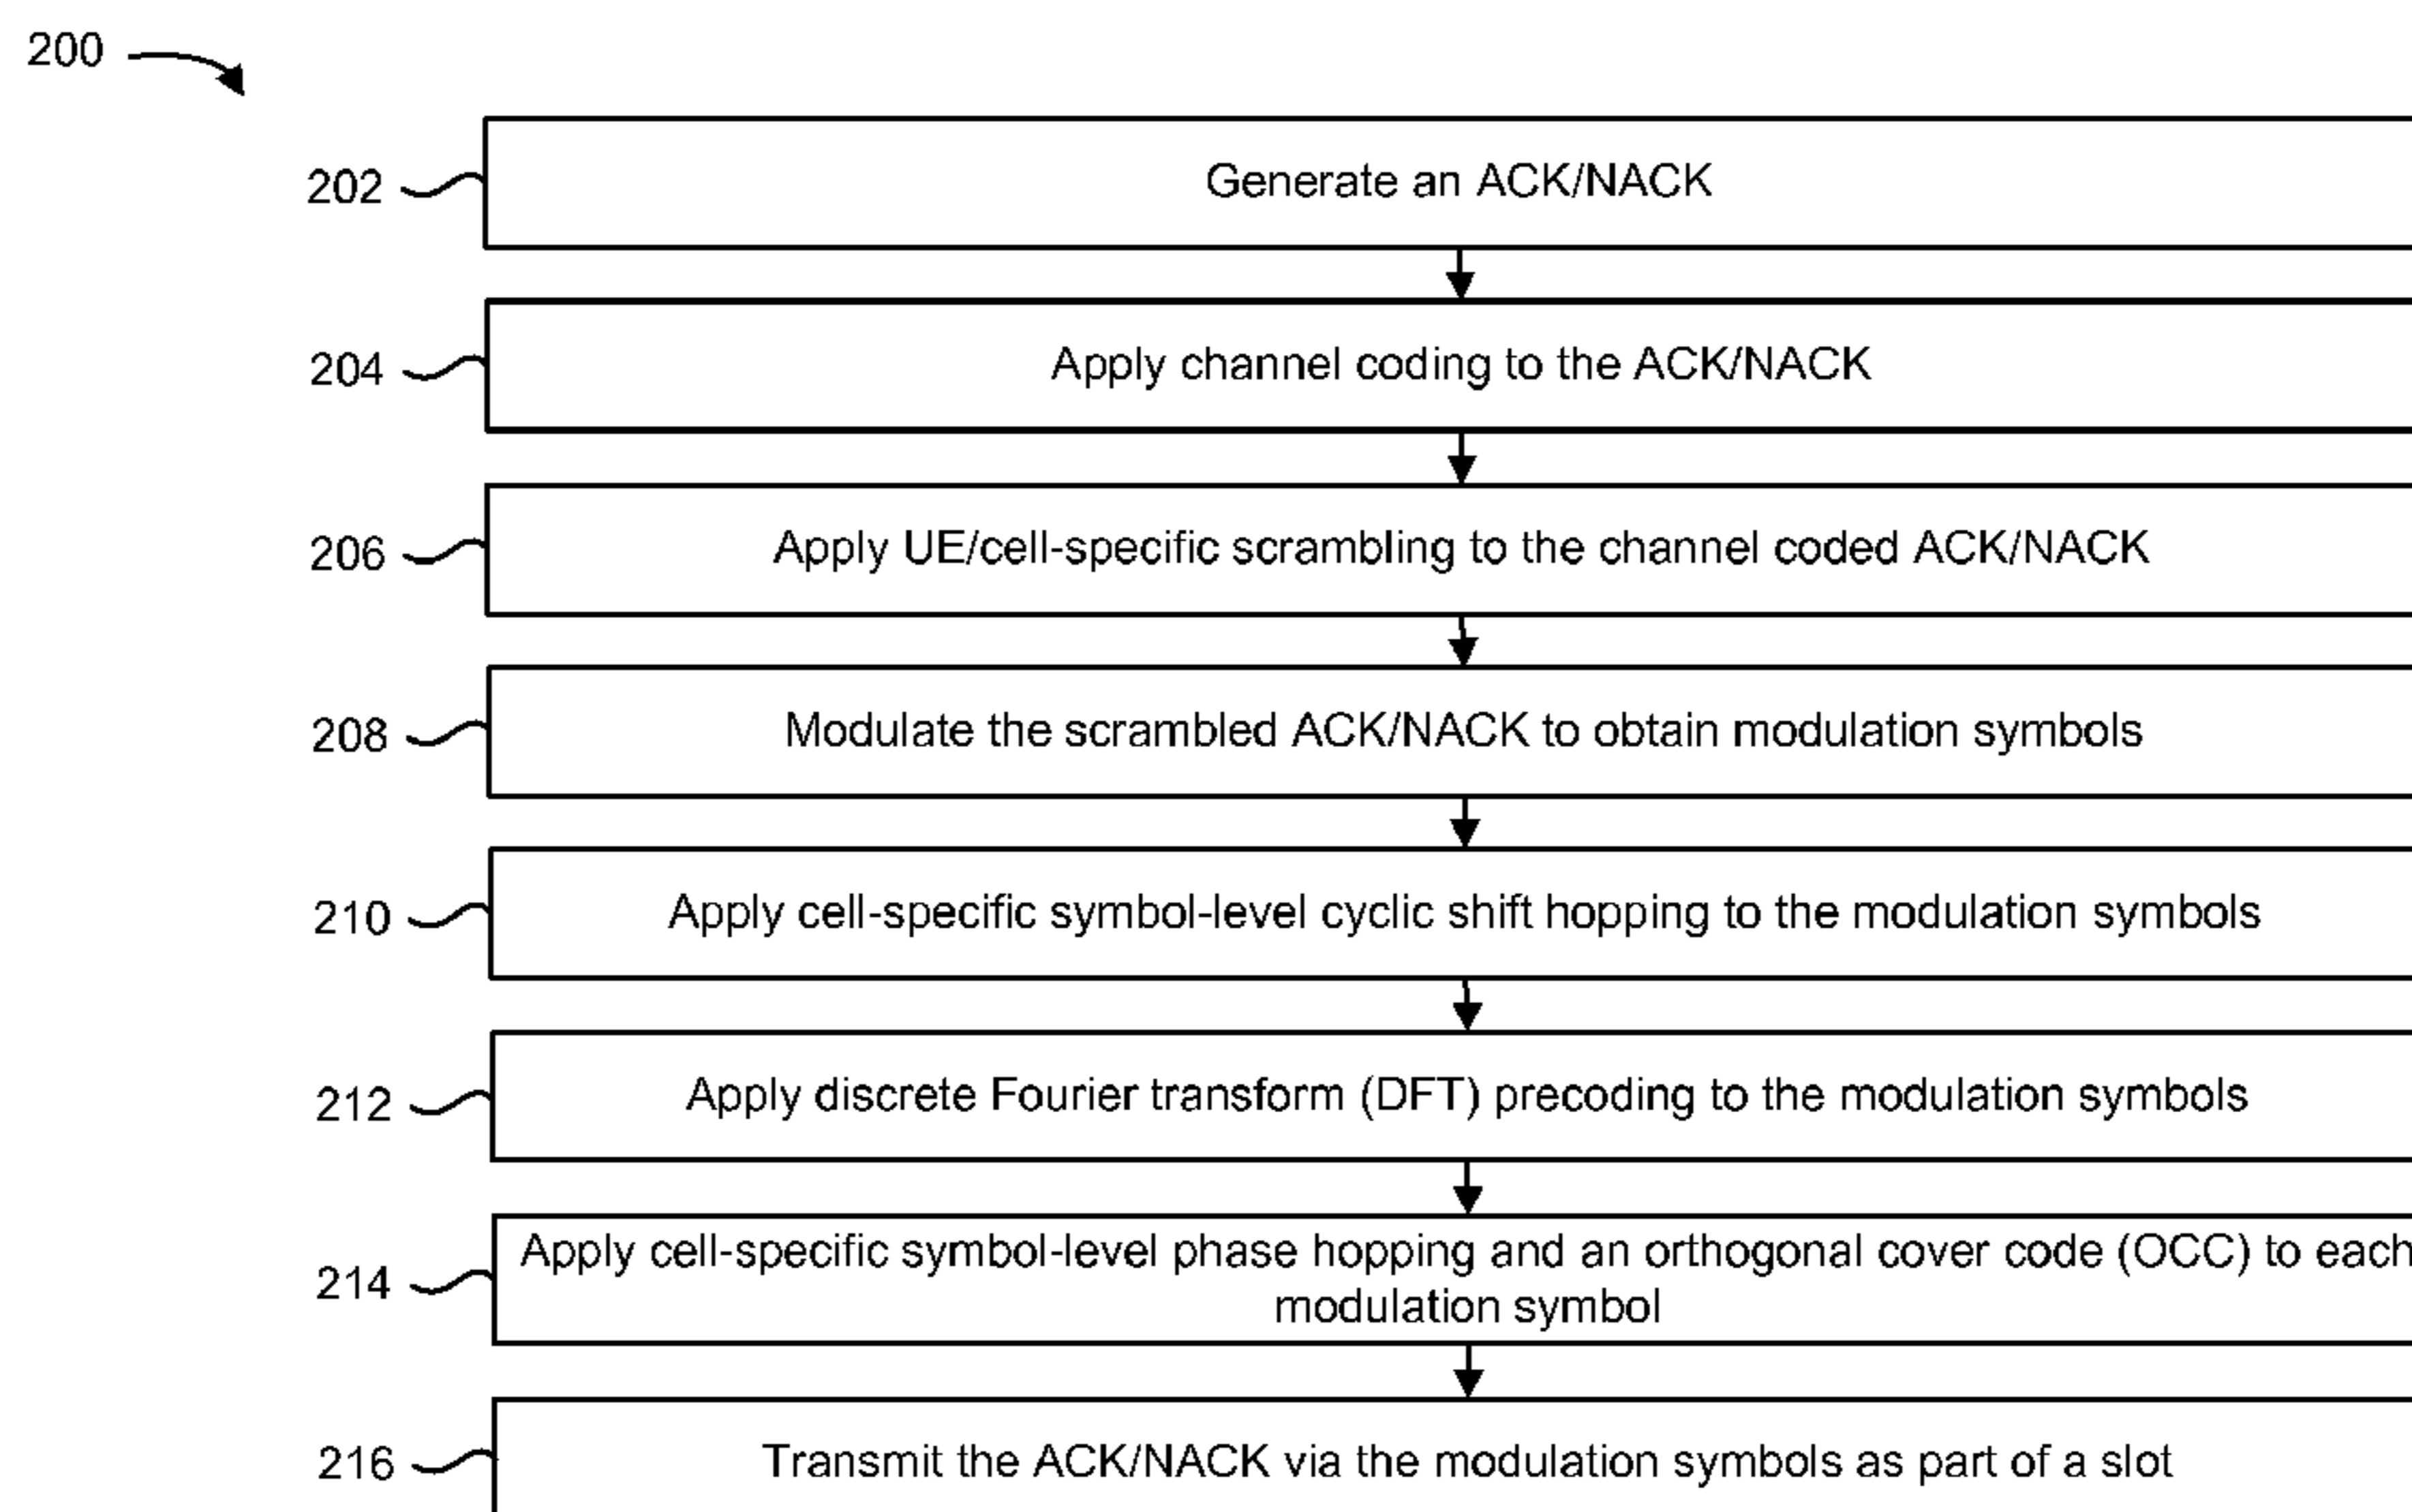 200
202
Generate an ACK/NACK
204
Apply channel coding to the ACK/NACK
206
Apply UE/cell-specific scrambling to the channel coded ACK/NACK
208
Modulate the scrambled ACK/NACK to obtain modulation symbols
210
Apply cell-specific symbol-level cyclic shift hopping to the modulation symbols
212
Apply discrete Fourier transform (DFT) precoding to the modulation symbols
214
Apply cell-specific symbol-level phase hopping and an orthogonal cover code (OCC) to each
modulation symbol
216
Transmit the ACK/NACK via the modulation symbols as part of a slot